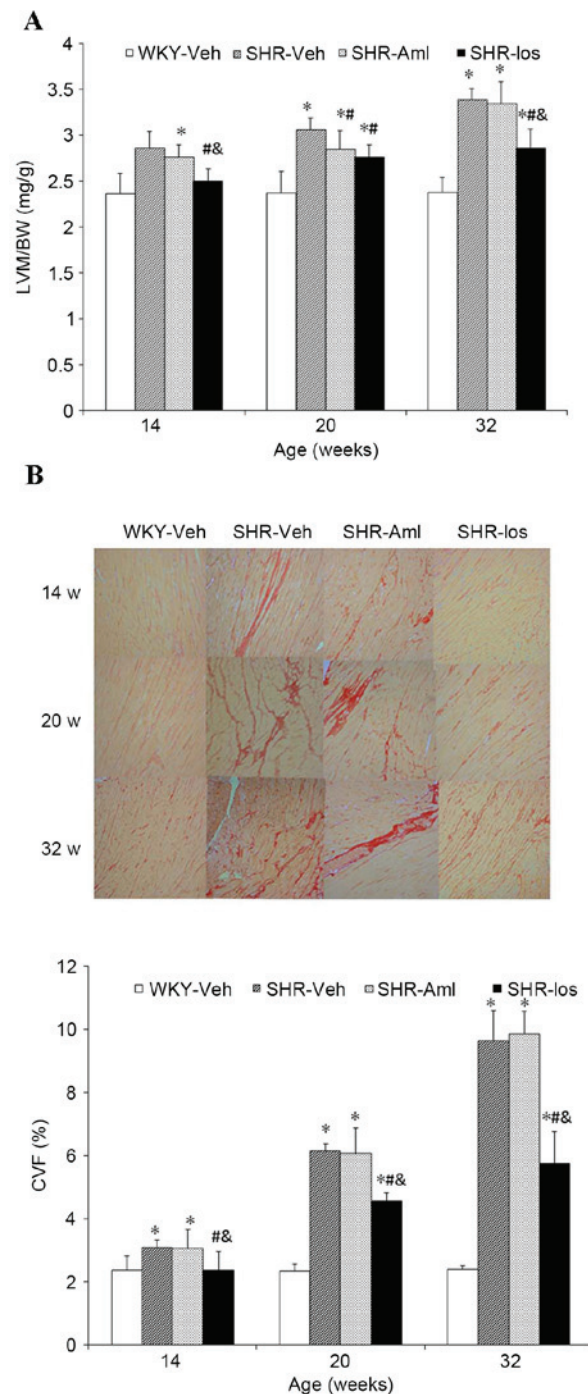 A
WKY-Veh SHR-Veh SHR-Aml SHR-los
4
3.5
3
2.5
2
1.5
1
0.5
0
LVM/BW (mg/g)
* #& * *# *# * * *#&
14 20 32
Age (weeks)
B
WKY-Veh SHR-Veh SHR-Aml SHR-los
14 w
20 w
32 w
12
10
8
6
4
2
0
CVF (%)
WKY-Veh SHR-Veh SHR-Aml SHR-los
* * #& * * *#& * * *#&
14 20 32
Age (weeks)